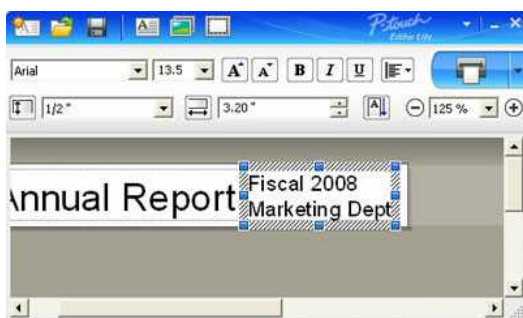 P-touch
Editor Lite
Arial
13.5
A
A
B
I
U
1/2"
3.20"
A
125 %
Annual Report
Fiscal 2008
Marketing Dept